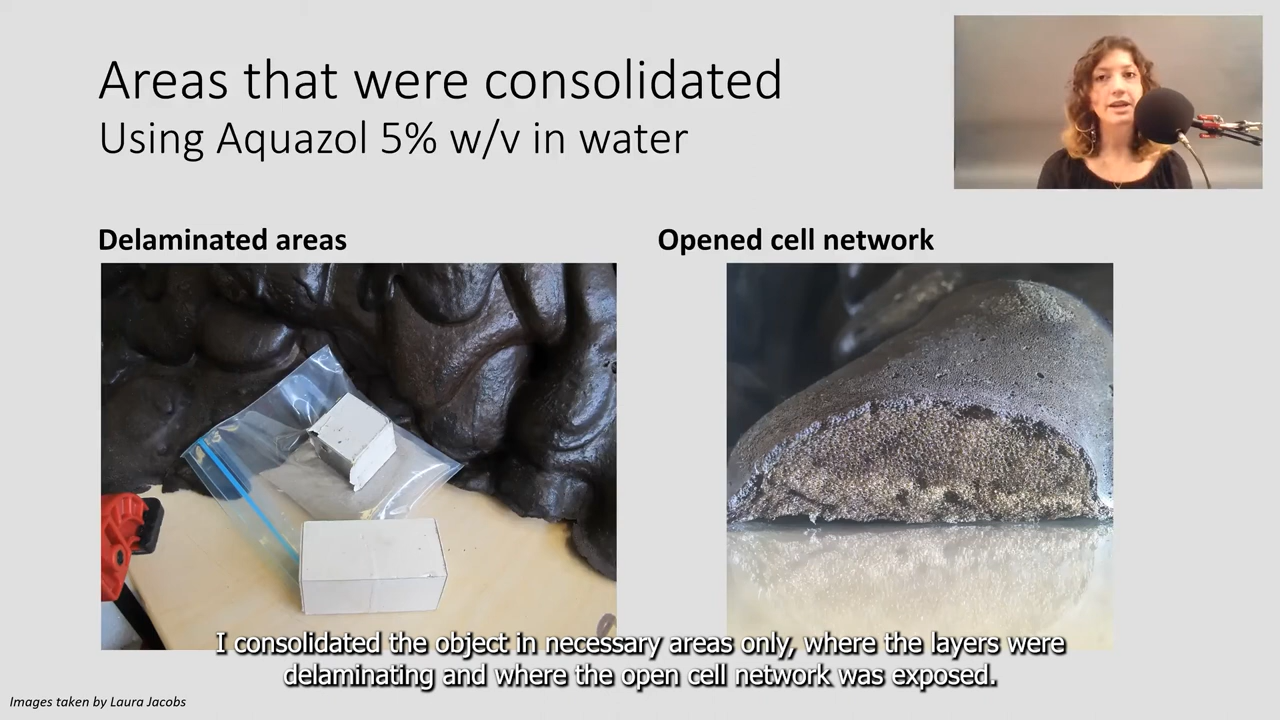 Areas that were consolidated
Using Aquazol 5% w/v in water
Delaminated areas
Opened cell network
I consolidated the object in necessary areas only, where the layers were
delaminating and where the open cell network was exposed.
Images taken by Laura Jacobs